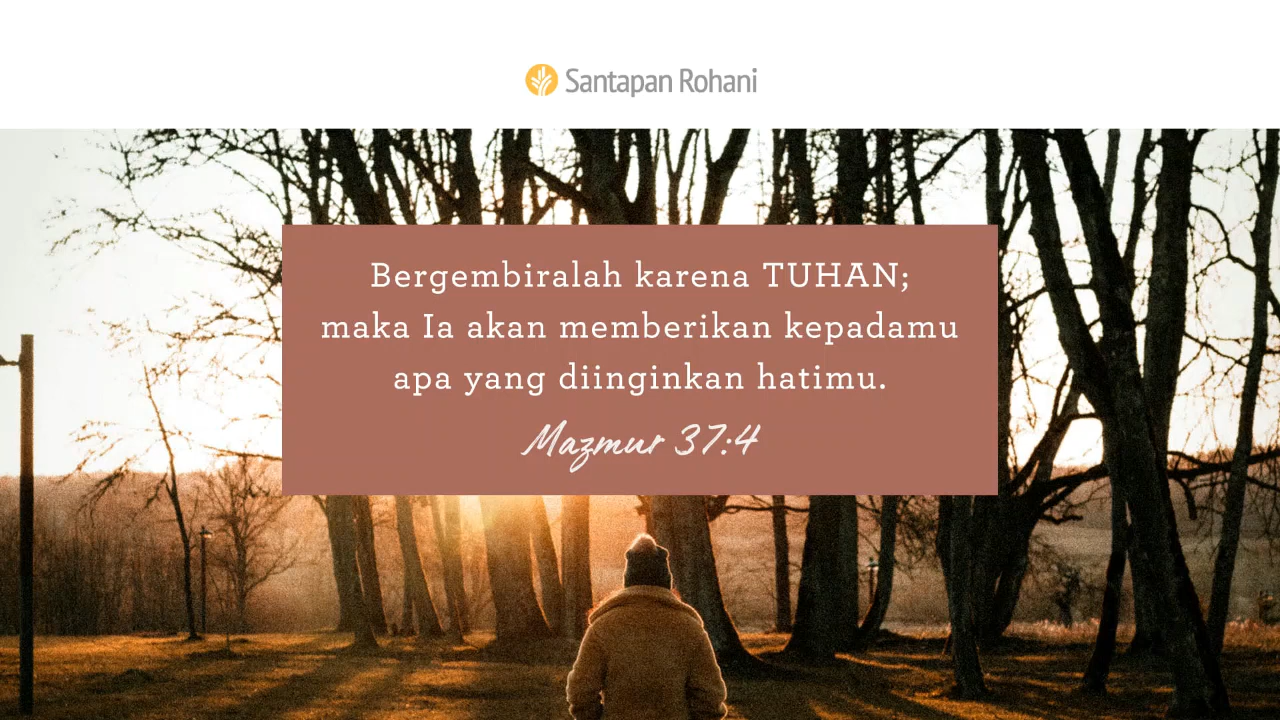 Santapan Rohani
Bergembiralah karena TUHAN;
maka Ia akan memberikan kepadamu
apa yang diinginkan hatimu.
Mazmur 37:4